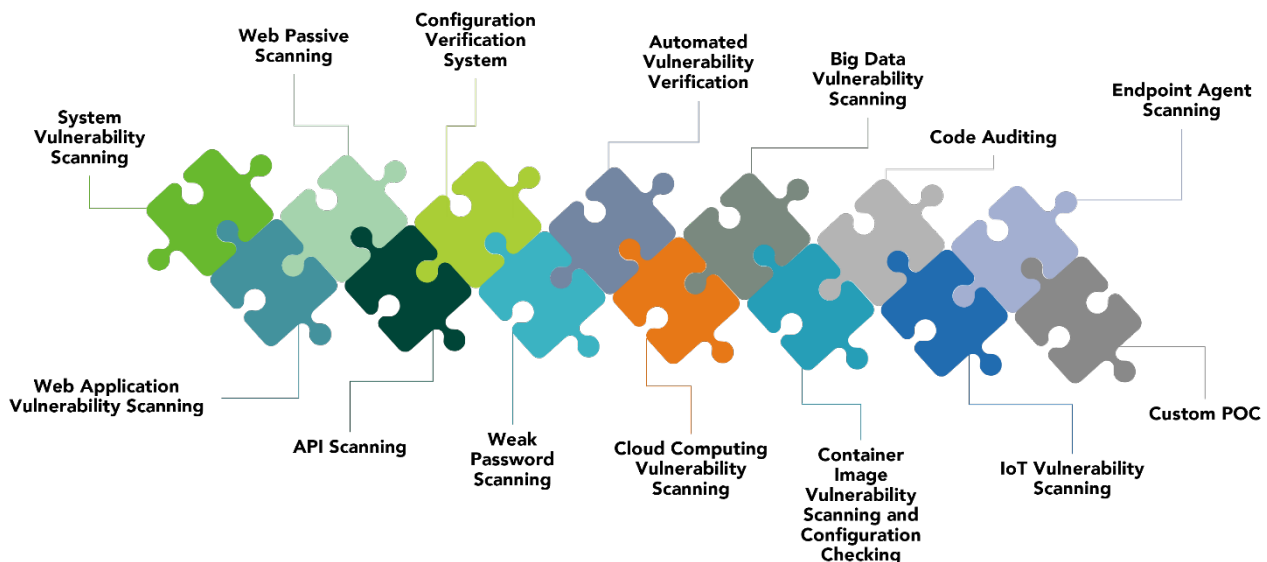 System
Vulnerability
Scanning
Web Passive
Scanning
Configuration
Verification
System
Automated
Vulnerability
Verification
Big Data
Vulnerability
Scanning
Code Auditing
Endpoint Agent
Scanning
Web Application
Vulnerability Scanning
API Scanning
Weak
Password
Scanning
Cloud Computing
Vulnerability
Scanning
Container
Image
Vulnerability
Scanning and
Configuration
Checking
IoT Vulnerability
Scanning
Custom POC